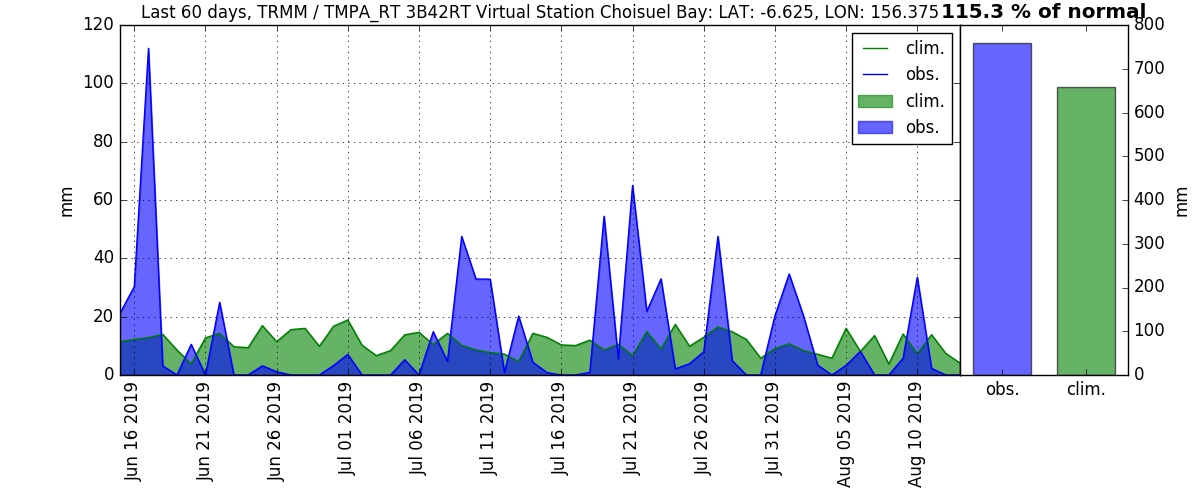 Last 60 days, TRMM / TMPA_RT 3B42RT Virtual Station Choisuel Bay: LAT: -6.625, LON: 156.375
115.3 % of normal
120
100
80
60
40
20
0
mm
clim.
obs.
clim.
obs.
Jun 16 2019
Jun 21 2019
Jun 26 2019
Jul 01 2019
Jul 06 2019
Jul 11 2019
Jul 16 2019
Jul 21 2019
Jul 26 2019
Jul 31 2019
Aug 05 2019
Aug 10 2019
800
700
600
500
400
300
200
100
0
mm
obs.
clim.